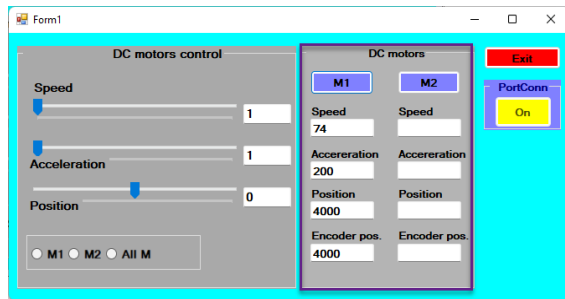 Form1
DC motors control
Speed
1
Acceleration
1
Position
0
M1 M2 All M
DC motors
M1 M2
Speed Speed
74
Accereration Accereration
200
Position Position
4000
Encoder pos. Encoder pos.
4000
Exit
PortConn
On